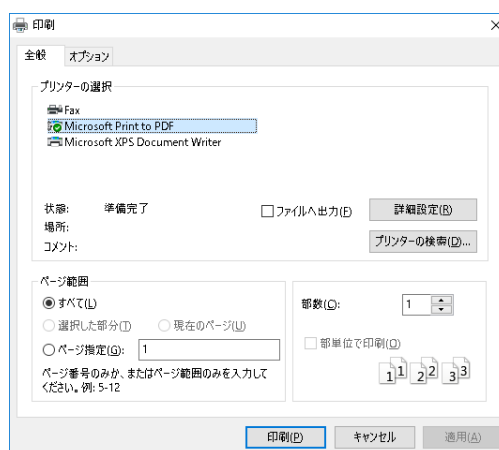 印刷
全般 オプション
プリンターの選択
Fax
Microsoft Print to PDF
Microsoft XPS Document Writer
状態: 準備完了 ファイルへ出力(F) 詳細設定(R)
場所:
コメント: プリンターの検索(D)...
ページ範囲
すべて(L) 部数(C): 1
選択した部分(T) 現在のページ(U)
ページ指定(G): 1 部単位で印刷(O)
ページ番号のみか、またはページ範囲のみを入力して
ください。例: 5-12
1 1 2 2 3 3
印刷(P) キャンセル 適用(A)